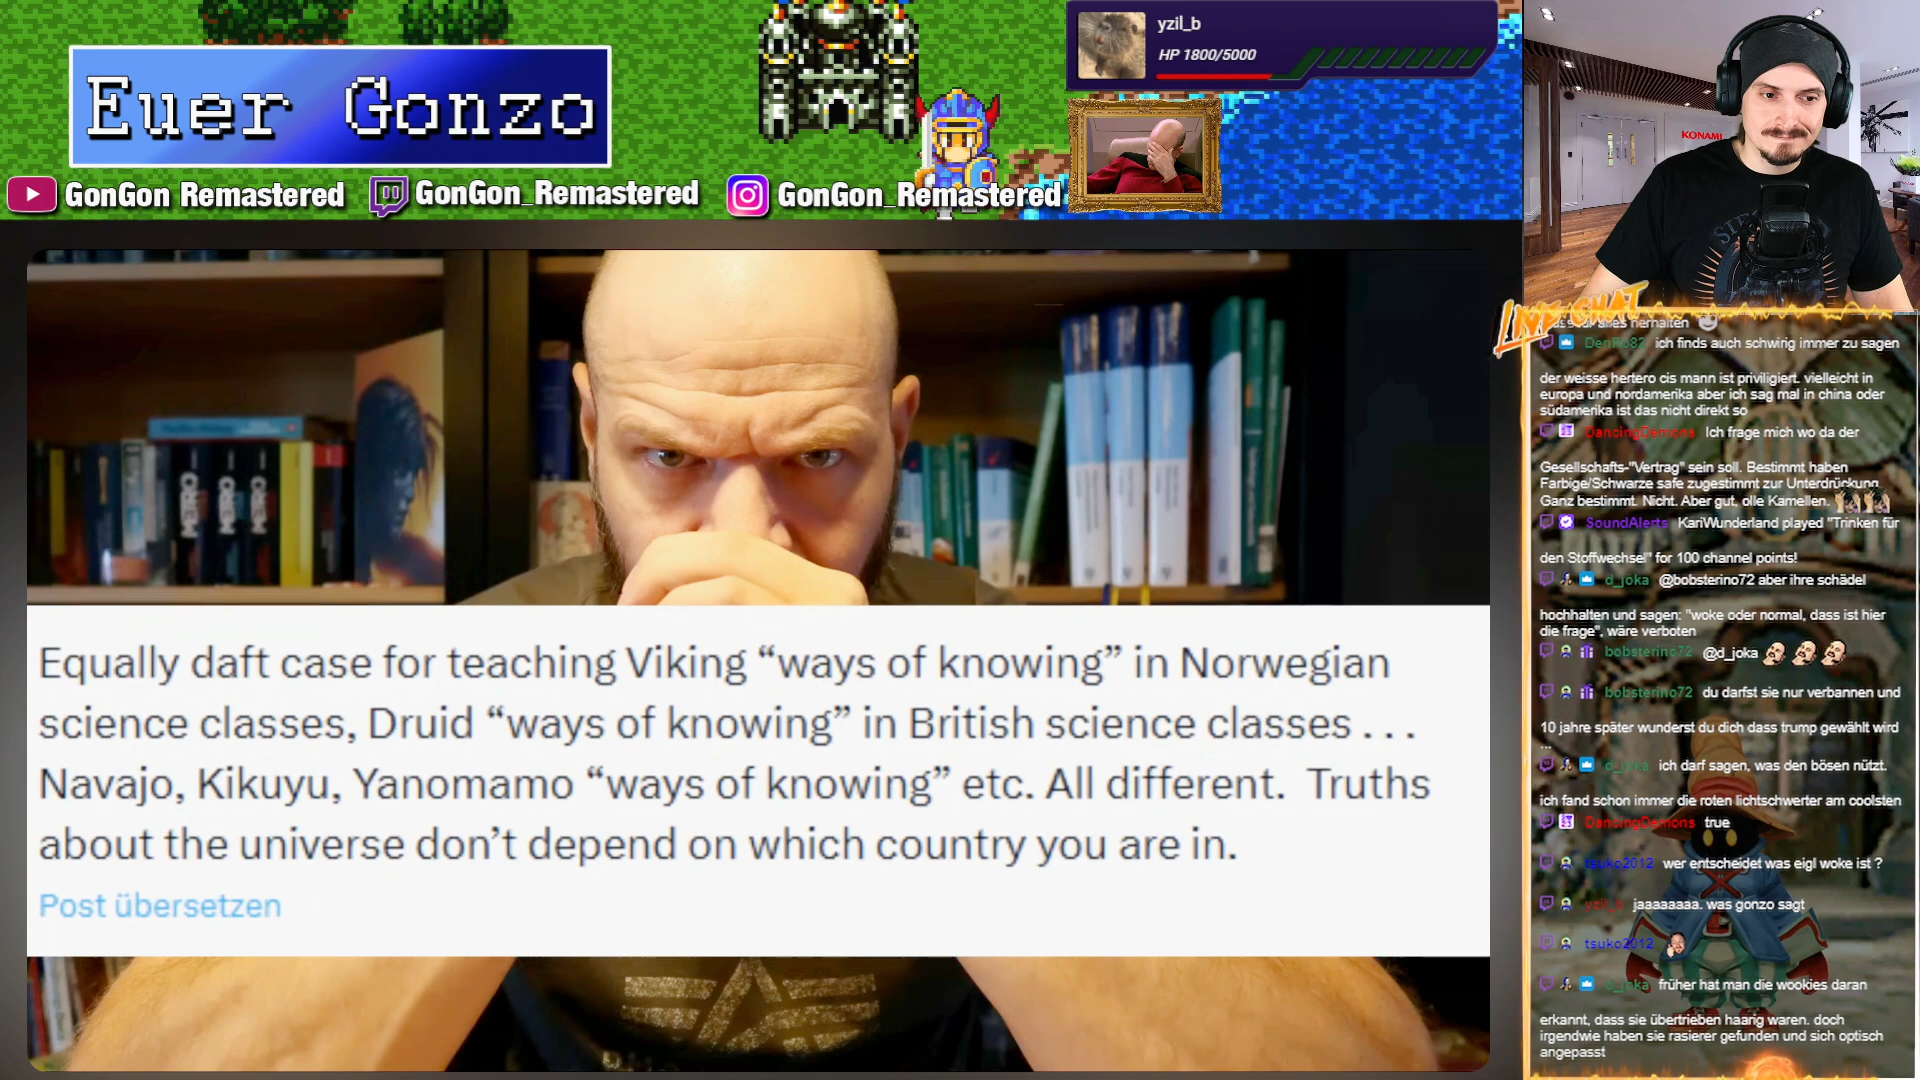 Euer Gonzo
GonGon Remastered
GonGon_Remastered
GonGon_Remastered
yzil_b
HP 1800/5000
KONAMI
LIVE CHAT
MERO
MERO
MERO
Equally daft case for teaching Viking “ways of knowing” in Norwegian
science classes, Druid “ways of knowing” in British science classes . . .
Navajo, Kikuyu, Yanomamo “ways of knowing” etc. All different. Truths
about the universe don’t depend on which country you are in.
Post übersetzen
herhalten
DenRo82 ich finds auch schwirig immer zu sagen
der weisse hertero cis mann ist priviligiert. vielleicht in
europa und nordamerika aber ich sag mal in china oder
südamerika ist das nicht direkt so
DancingDemons Ich frage mich wo da der
Gesellschafts-"Vertrag" sein soll. Bestimmt haben
Farbige/Schwarze safe zugestimmt zur Unterdrückung.
Ganz bestimmt. Nicht. Aber gut, olle Kamellen.
SoundAlerts KariWunderland played "Trinken für
den Stoffwechsel" for 100 channel points!
d_joka @bobsterino72 aber ihre schädel
hochhalten und sagen: "woke oder normal, dass ist hier
die frage", wäre verboten
bobsterino72 @d_joka
bobsterino72 du darfst sie nur verbannen und
10 jahre später wunderst du dich dass trump gewählt wird
...
d_joka ich darf sagen, was den bösen nützt.
ich fand schon immer die roten lichtschwerter am coolsten
DancingDemons true
tsuko2012 wer entscheidet was eigl woke ist ?
yzil_b jaaaaaaaa. was gonzo sagt
tsuko2012
d_joka früher hat man die wookies daran
erkannt, dass sie übertrieben haarig waren. doch
irgendwie haben sie rasierer gefunden und sich optisch
angepasst